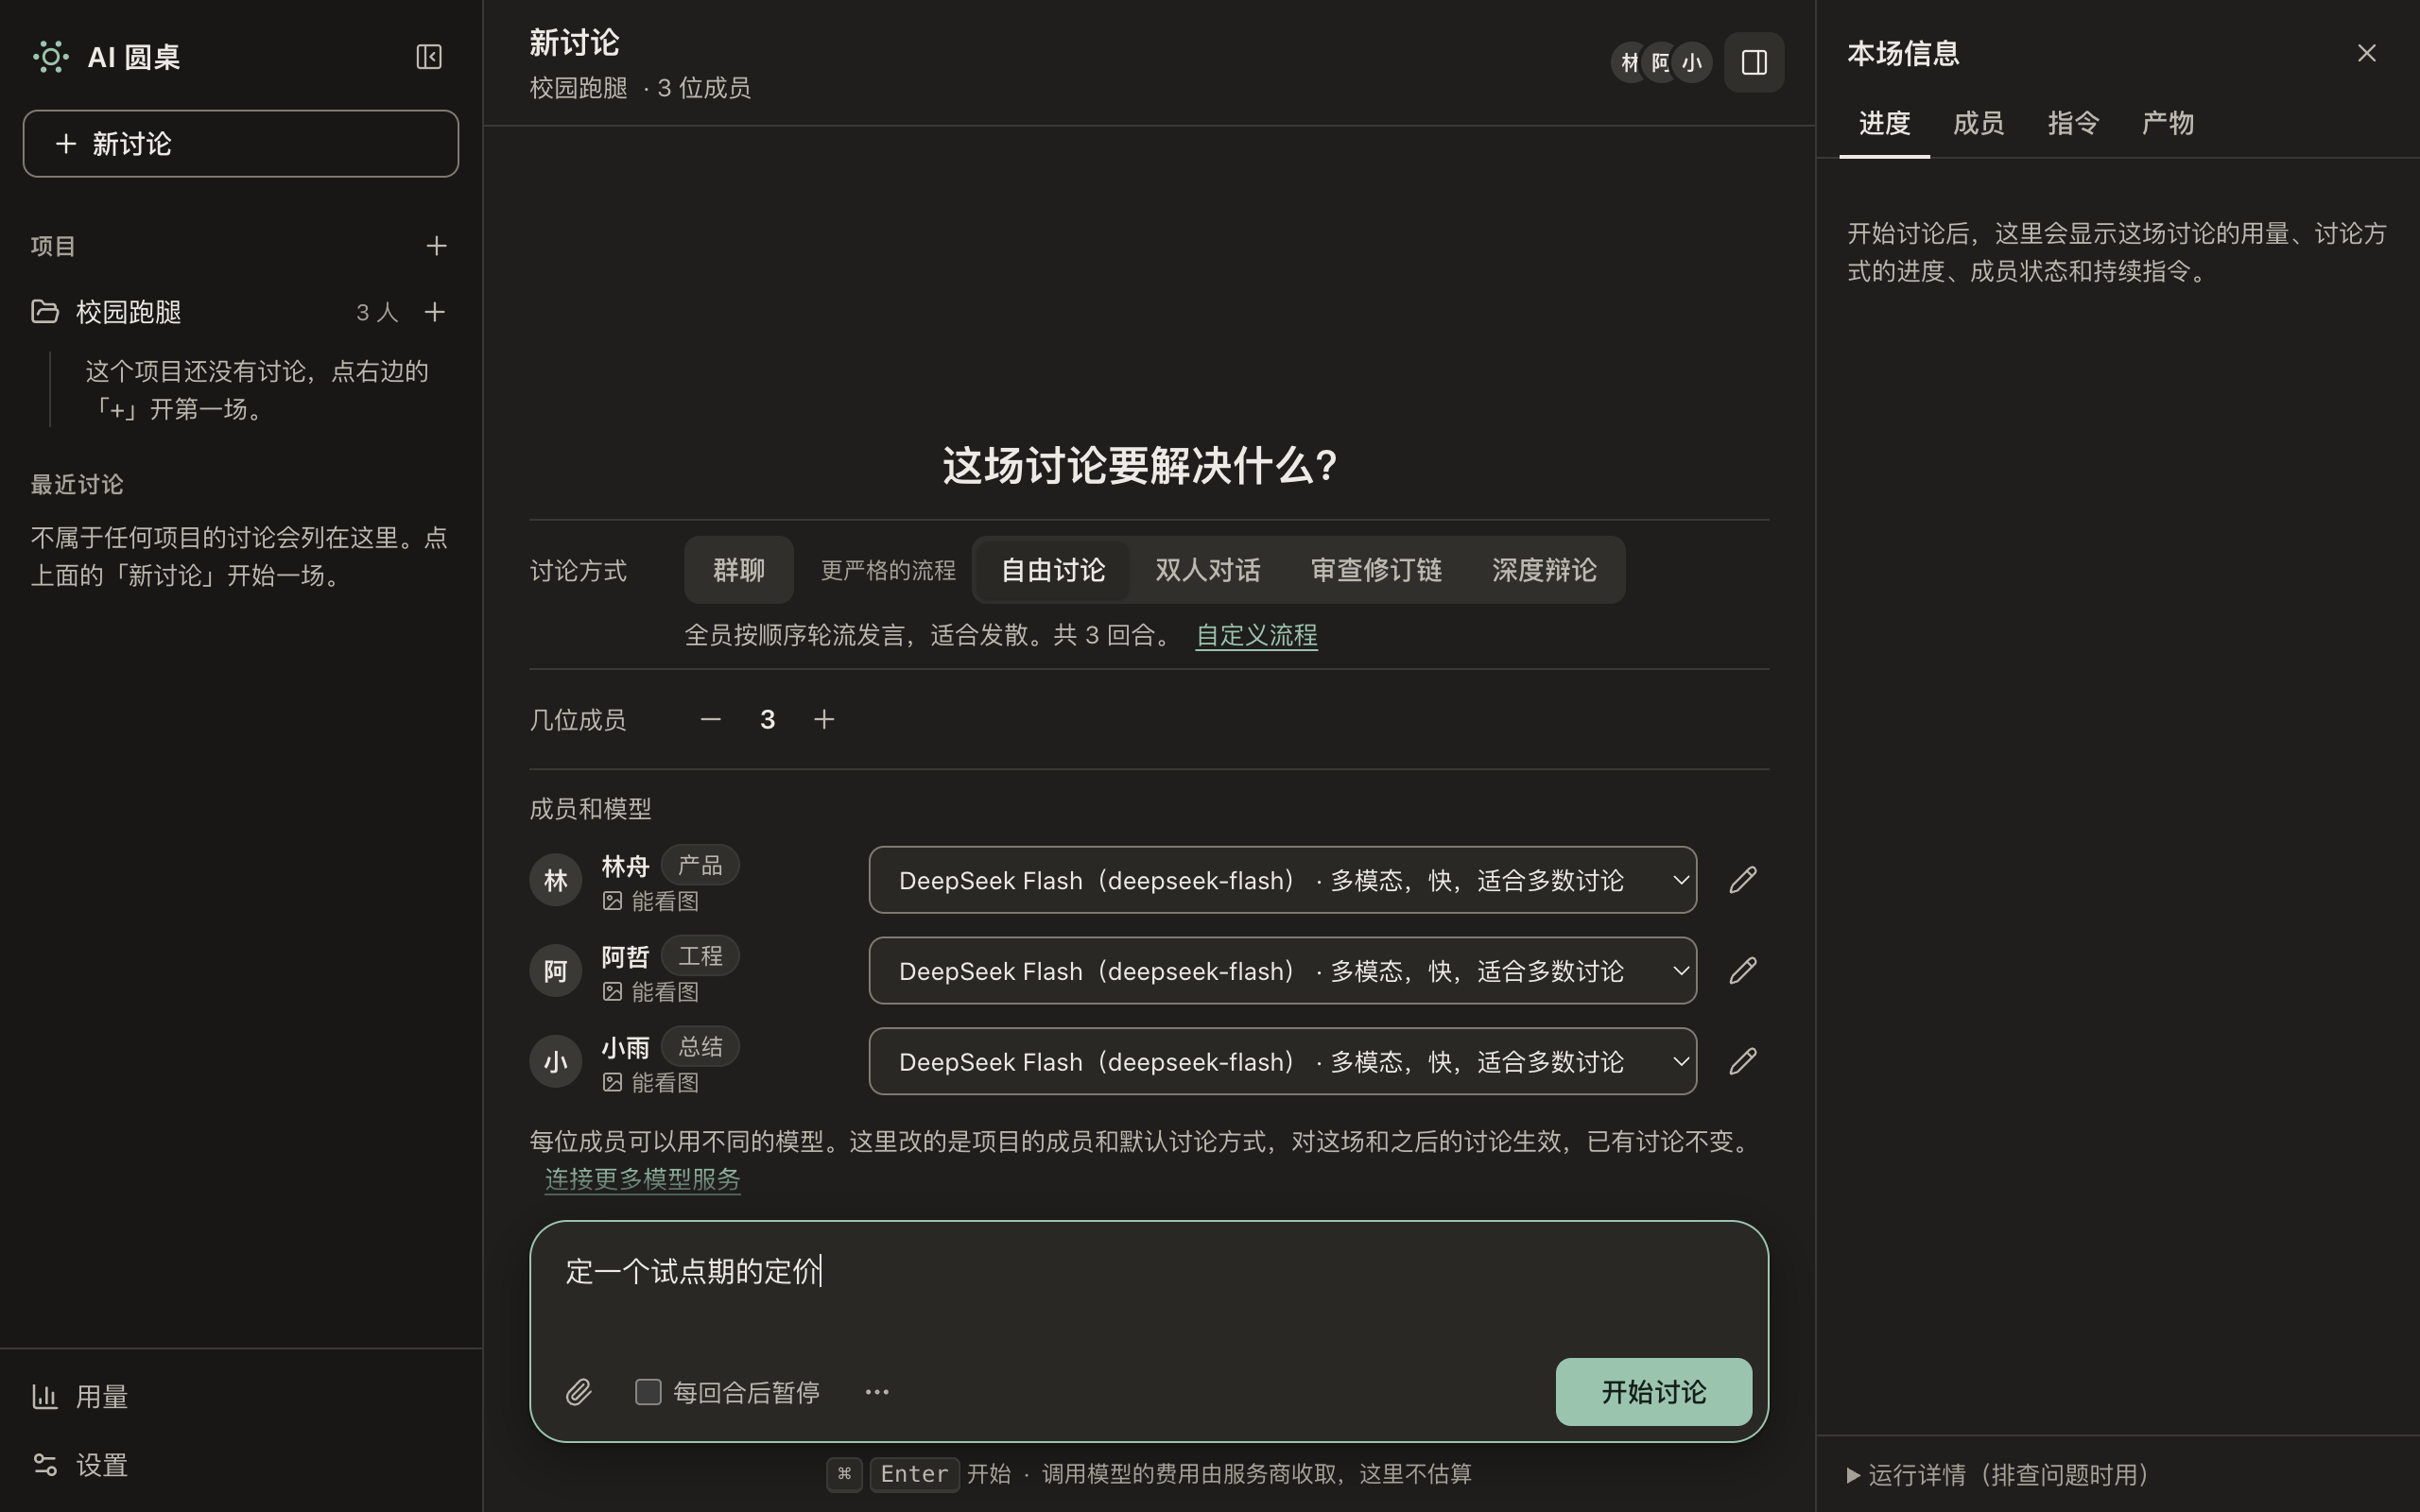 AI 圆桌
新讨论
项目
校园跑腿 3 人
这个项目还没有讨论，点右边的
「+」开第一场。
最近讨论
不属于任何项目的讨论会列在这里。点
上面的「新讨论」开始一场。
用量
设置
新讨论
校园跑腿 · 3 位成员
林 阿 小
这场讨论要解决什么?
讨论方式 群聊 更严格的流程 自由讨论 双人对话 审查修订链 深度辩论
全员按顺序轮流发言，适合发散。共 3 回合。 自定义流程
几位成员 － 3 ＋
成员和模型
林 林舟 产品
能看图
DeepSeek Flash（deepseek-flash） · 多模态，快，适合多数讨论
阿 阿哲 工程
能看图
DeepSeek Flash（deepseek-flash） · 多模态，快，适合多数讨论
小 小雨 总结
能看图
DeepSeek Flash（deepseek-flash） · 多模态，快，适合多数讨论
每位成员可以用不同的模型。这里改的是项目的成员和默认讨论方式，对这场和之后的讨论生效，已有讨论不变。
连接更多模型服务
定一个试点期的定价
每回合后暂停 ··· 开始讨论
⌘ Enter 开始 · 调用模型的费用由服务商收取，这里不估算
本场信息
进度 成员 指令 产物
开始讨论后，这里会显示这场讨论的用量、讨论方
式的进度、成员状态和持续指令。
运行详情（排查问题时用）